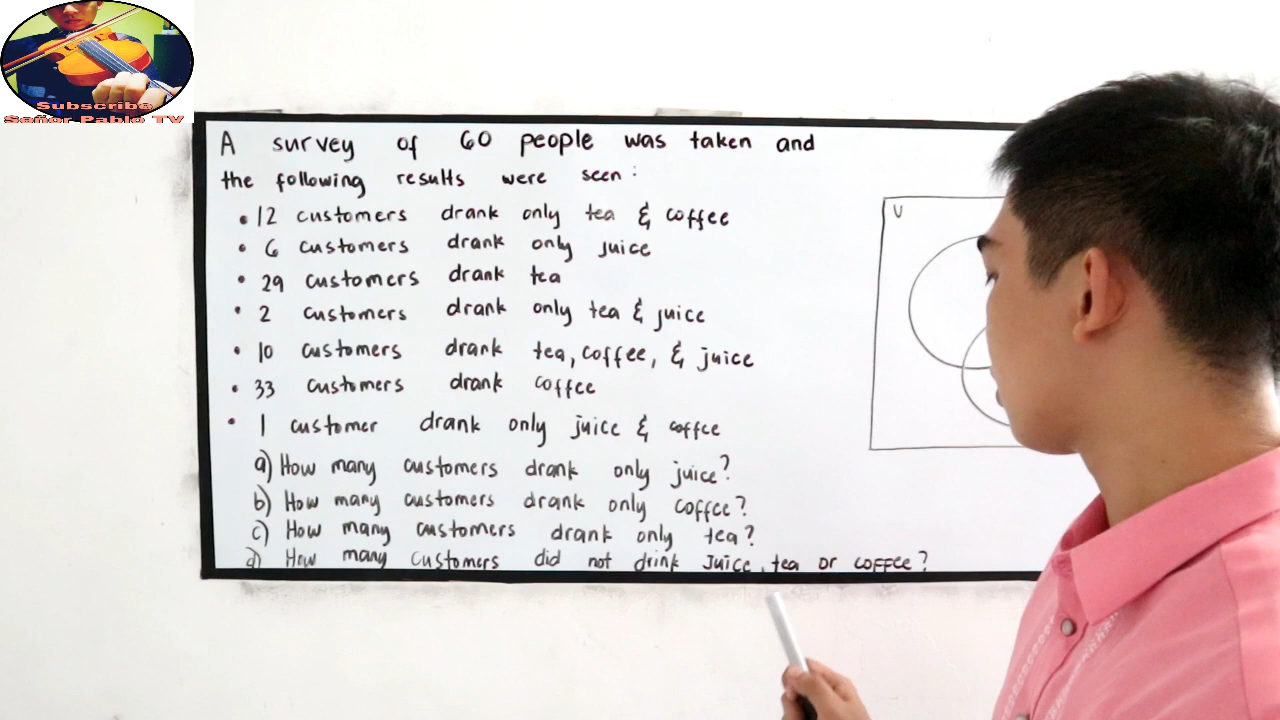 Subscribe
Señor Pablo TV
A survey of 60 people was taken and
the following results were seen:
• 12 customers drank only tea & coffee
• 6 customers drank only juice
• 29 customers drank tea
• 2 customers drank only tea & juice
• 10 customers drank tea, coffee, & juice
• 33 customers drank coffee
• 1 customer drank only juice & coffee
a) How many customers drank only juice?
b) How many customers drank only coffee?
c) How many customers drank only tea?
d) How many customers did not drink Juice, tea or coffee?
U